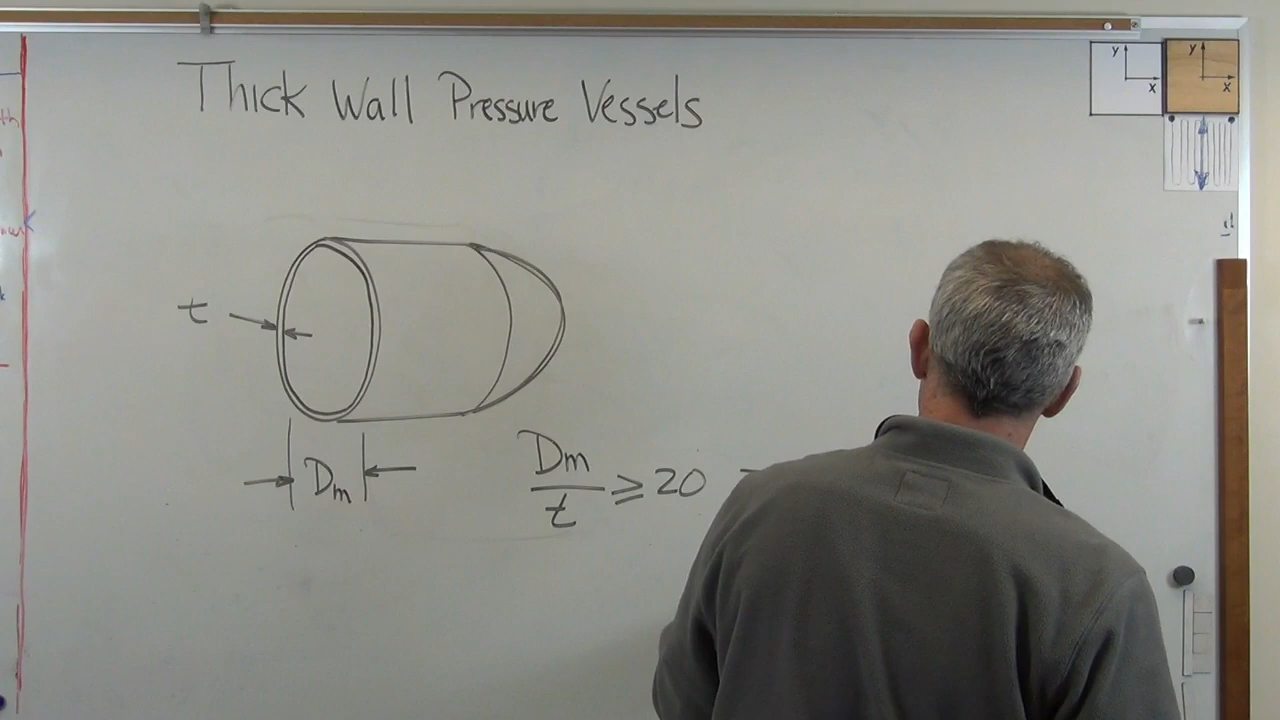 Thick Wall Pressure Vessels
y
x
y
x
t
Dm
Dm/t ≥ 20